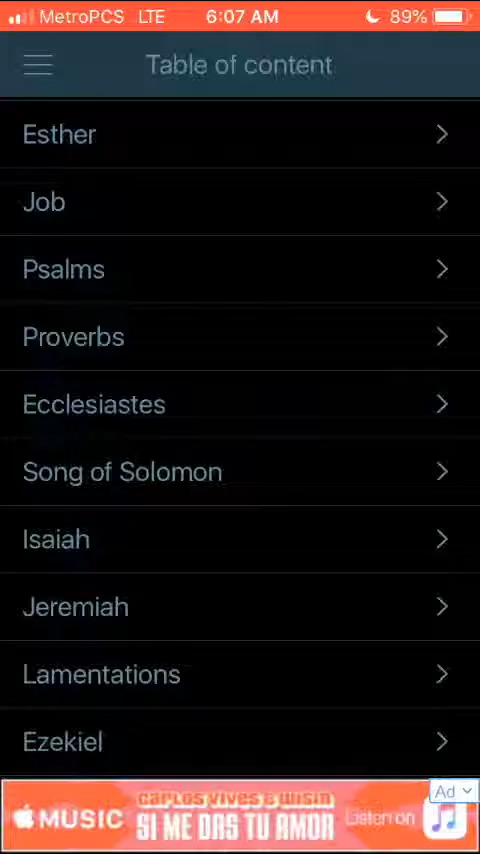 MetroPCS LTE 6:07 AM 89%
Table of content
Esther
Job
Psalms
Proverbs
Ecclesiastes
Song of Solomon
Isaiah
Jeremiah
Lamentations
Ezekiel
Ad
CARLOS VIVES & WISIN
MUSIC SI ME DAS TU AMOR Listen on